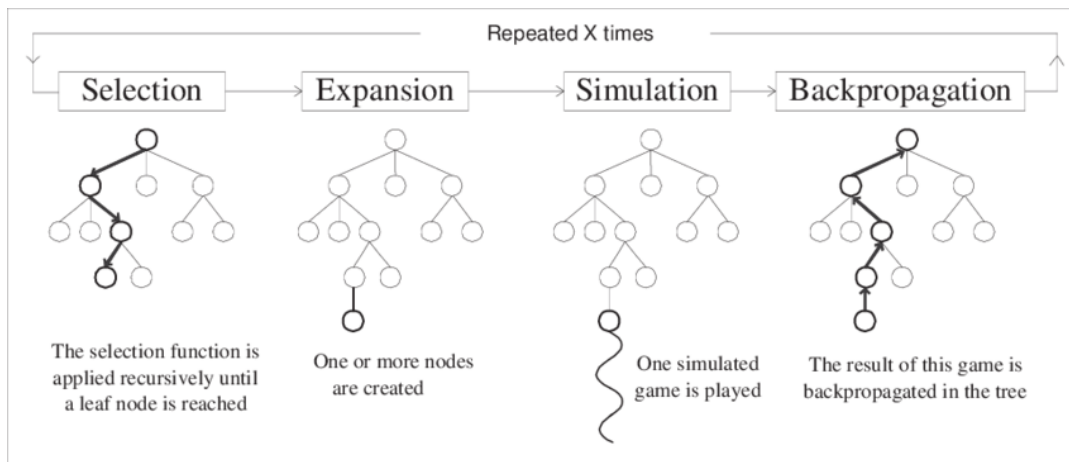 Repeated X times
Selection
Expansion
Simulation
Backpropagation
The selection function is
applied recursively until
a leaf node is reached
One or more nodes
are created
One simulated
game is played
The result of this game is
backpropagated in the tree